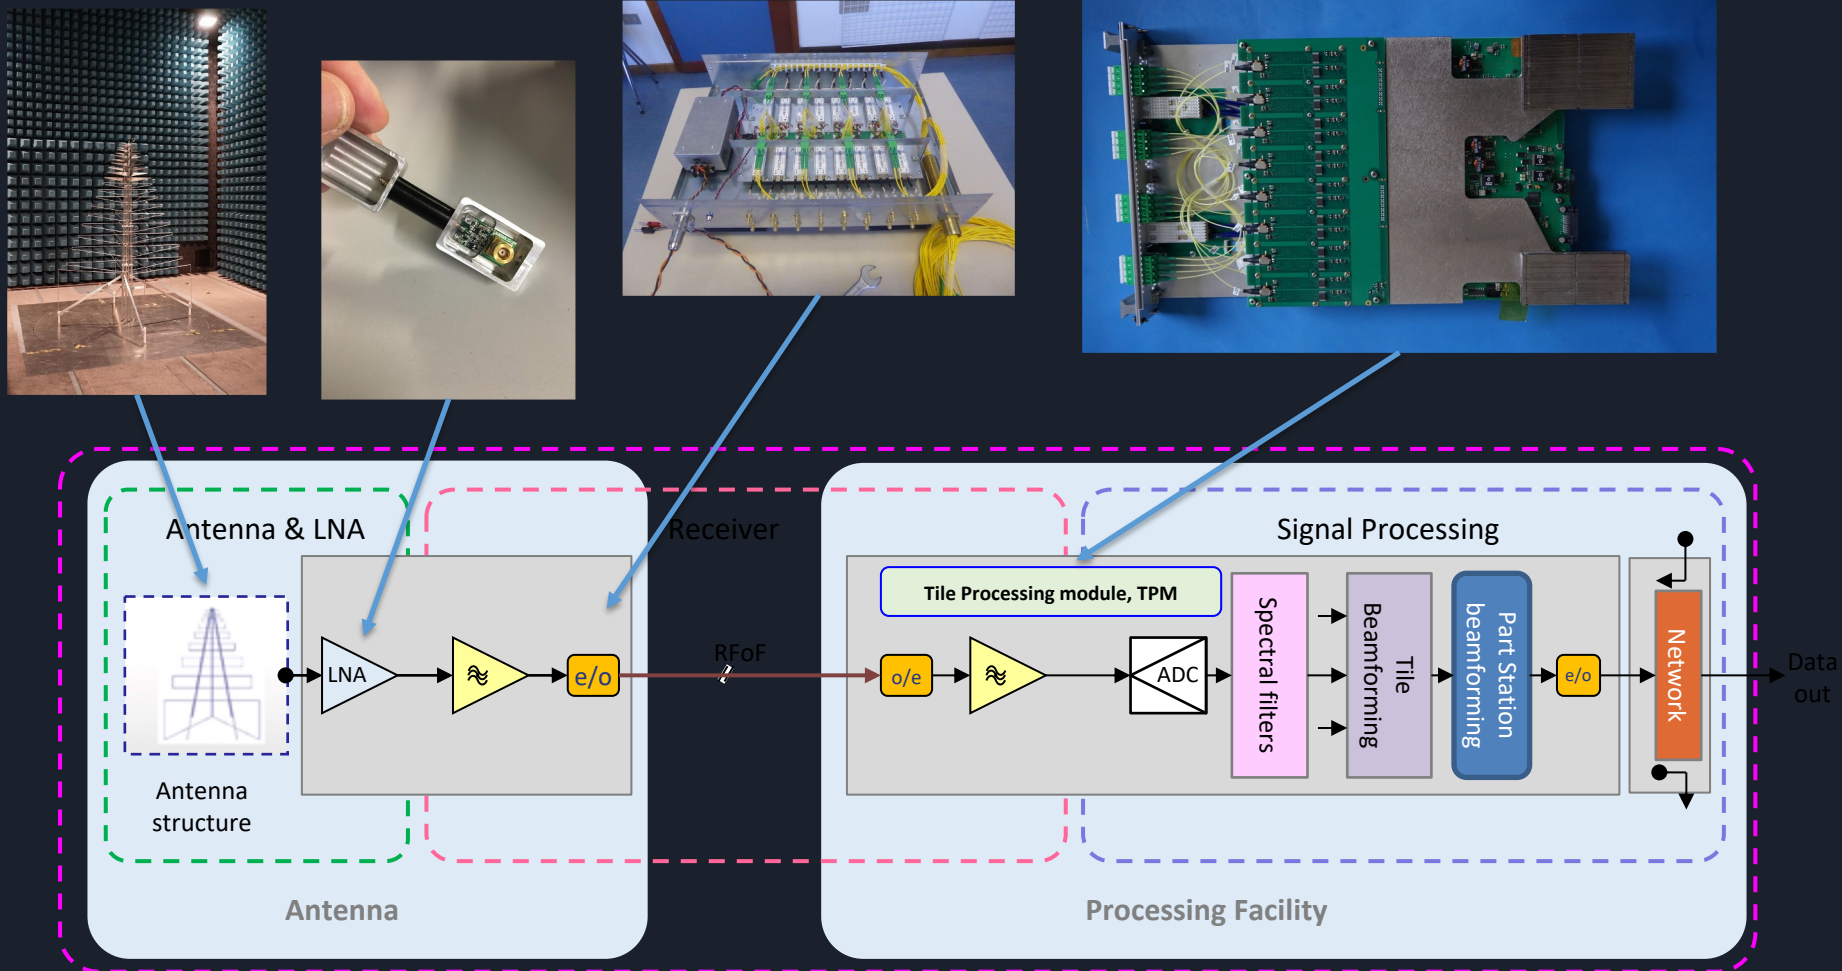 Antenna & LNA
Receiver
Signal Processing
Tile Processing module, TPM
LNA
e/o
RFoF
o/e
ADC
Spectral filters
Tile
Beamforming
Part Station
beamforming
e/o
Network
Data
out
Antenna
structure
Antenna
Processing Facility